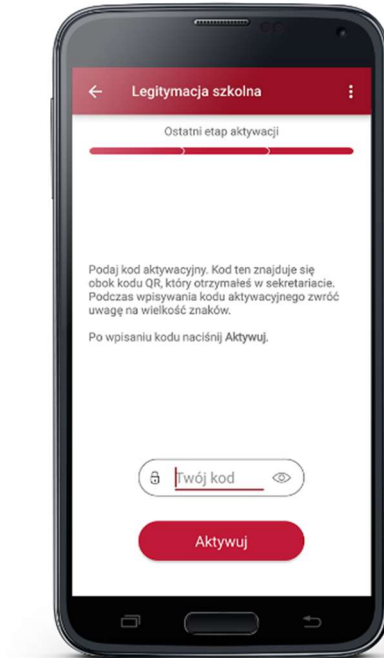 Legitymacja szkolna
Ostatni etap aktywacji
Podaj kod aktywacyjny. Kod ten znajduje się
obok kodu QR, który otrzymałeś w sekretariacie.
Podczas wpisywania kodu aktywacyjnego zwróć
uwagę na wielkość znaków.
Po wpisaniu kodu naciśnij Aktywuj.
Twój kod
Aktywuj